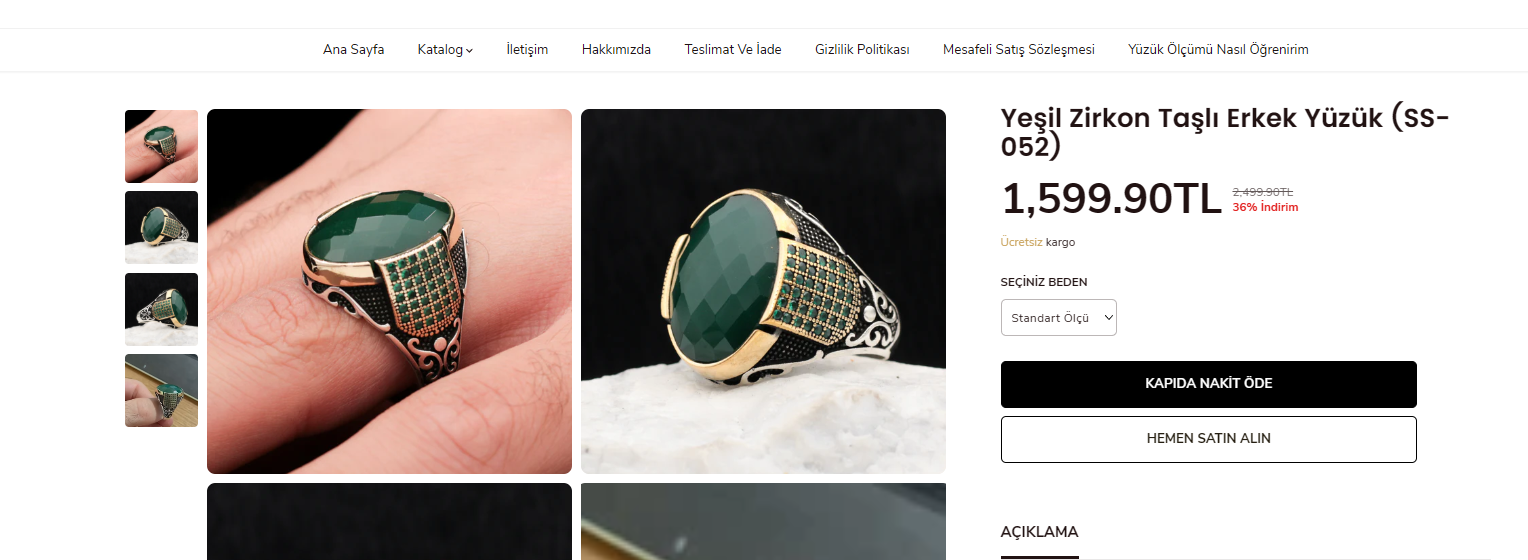 Ana Sayfa Katalog İletişim Hakkımızda Teslimat Ve İade Gizlilik Politikası Mesafeli Satış Sözleşmesi Yüzük Ölçümü Nasıl Öğrenirim
Yeşil Zirkon Taşlı Erkek Yüzük (SS-
052)
1,599.90TL 2,499.90TL
36% İndirim
Ücretsiz kargo
SEÇİNİZ BEDEN
Standart Ölçü
KAPIDA NAKİT ÖDE
HEMEN SATIN ALIN
AÇIKLAMA